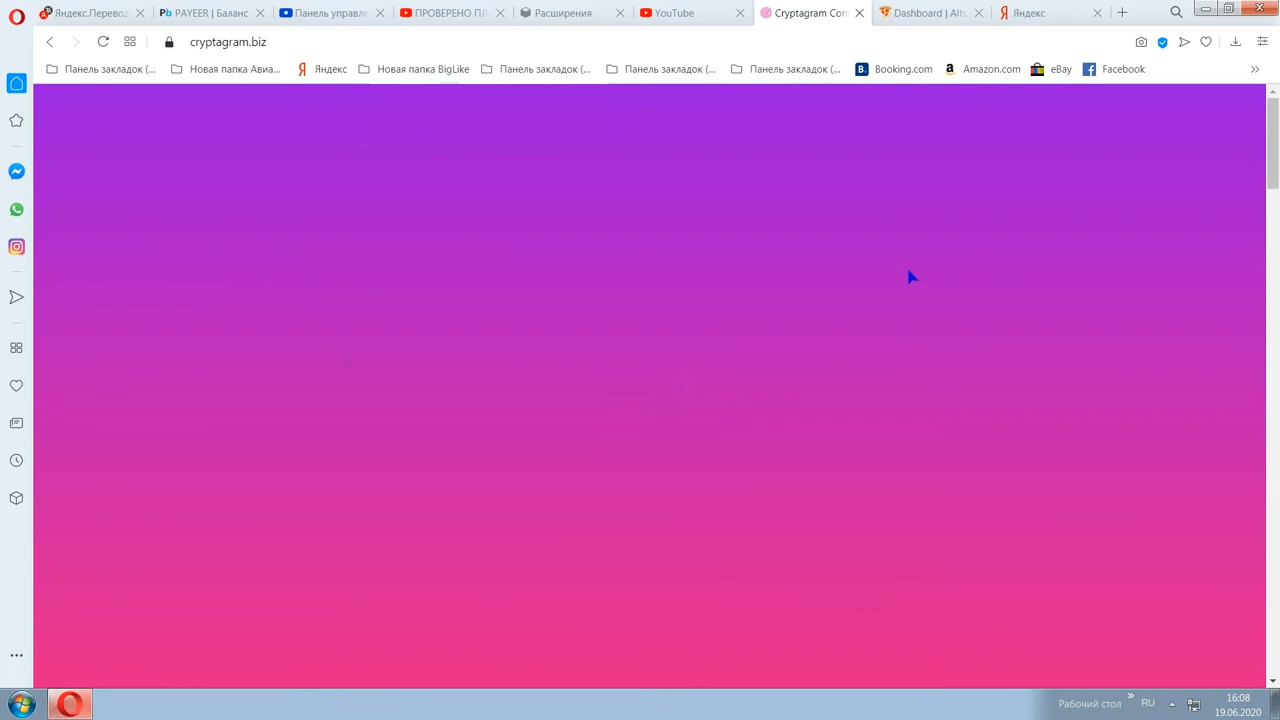 Яндекс.Перевод
PAYEER | Баланс
Панель управле
ПРОВЕРЕНО ПЛ
Расширения
YouTube
Cryptagram Com
Dashboard | Alts
Яндекс
cryptagram.biz
Панель закладок (...
Новая папка Авиа...
Яндекс
Новая папка BigLike
Панель закладок (...
Панель закладок (...
Панель закладок (...
B. Booking.com
Amazon.com
eBay
Facebook
Рабочий стол
RU
16:08
19.06.2020